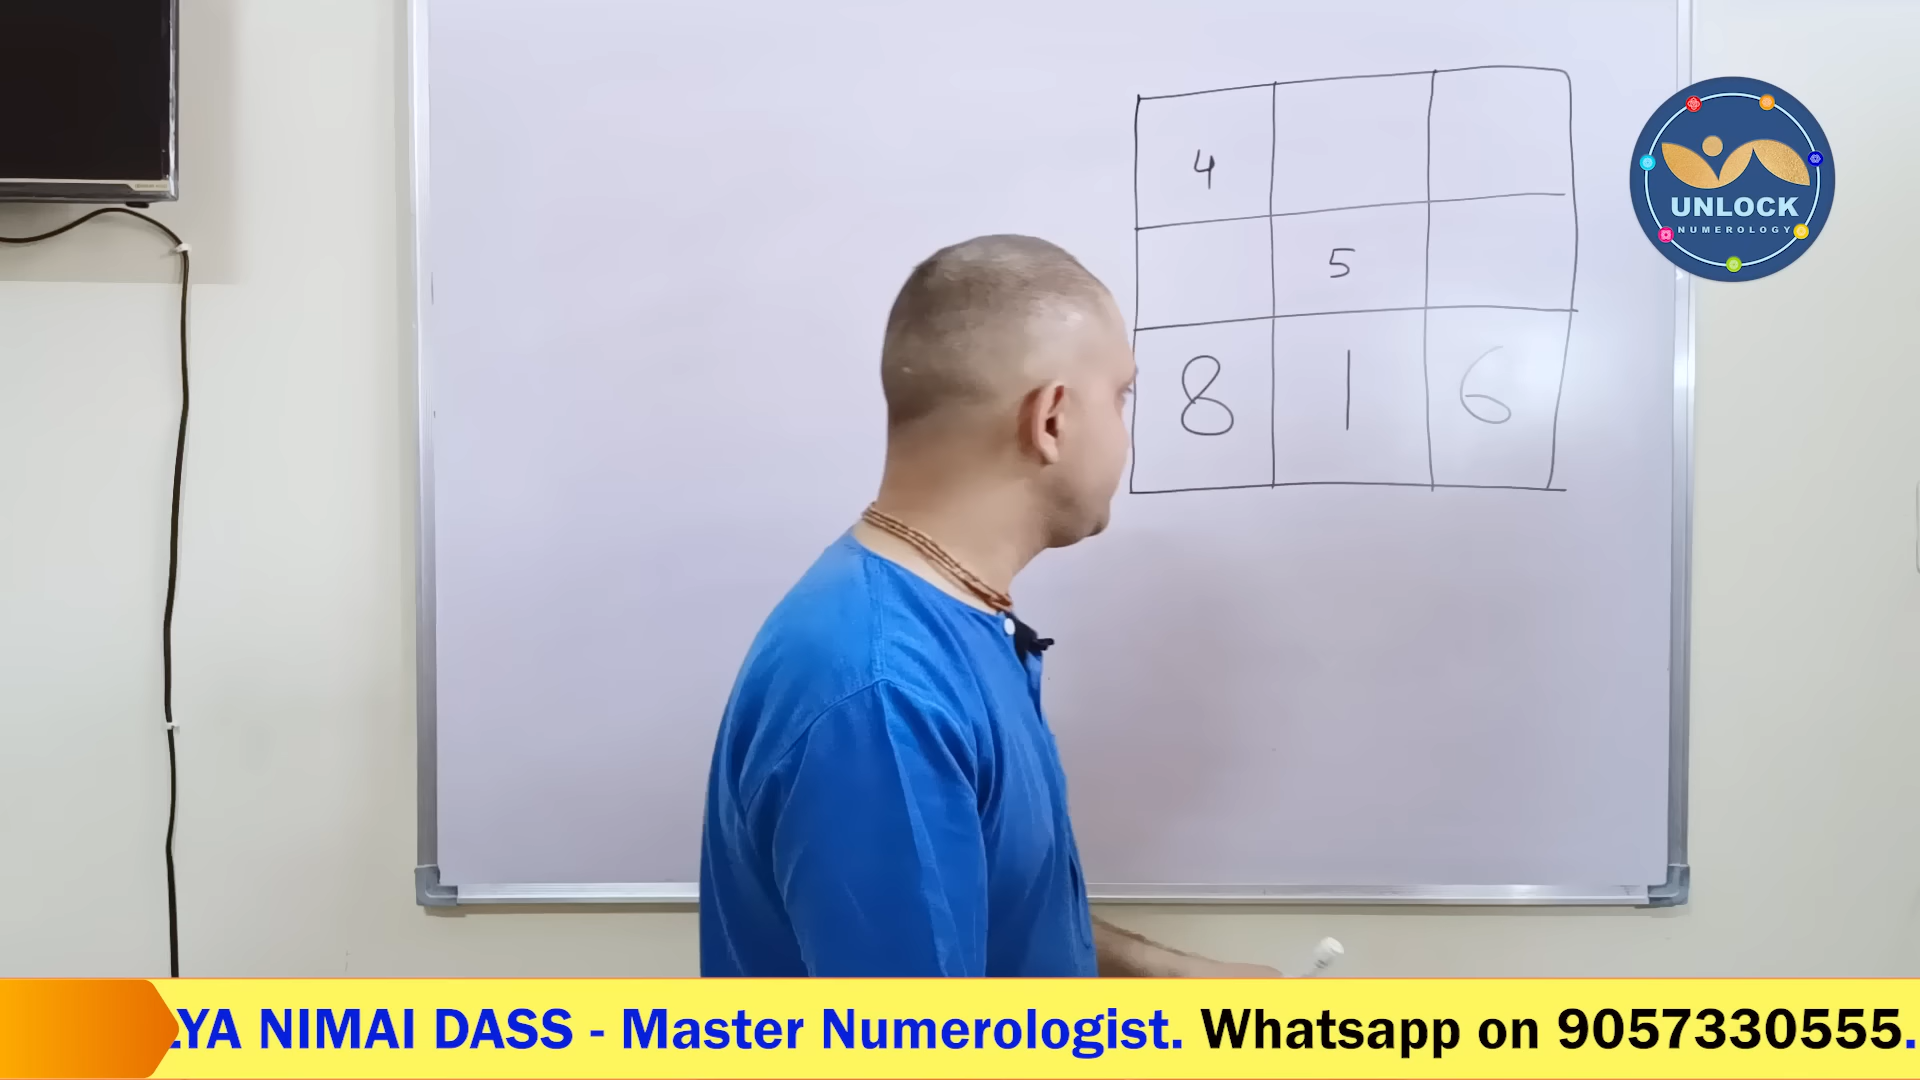 4
5
8 1 6
UNLOCK
NUMEROLOGY
YA NIMAI DASS - Master Numerologist. Whatsapp on 9057330555.